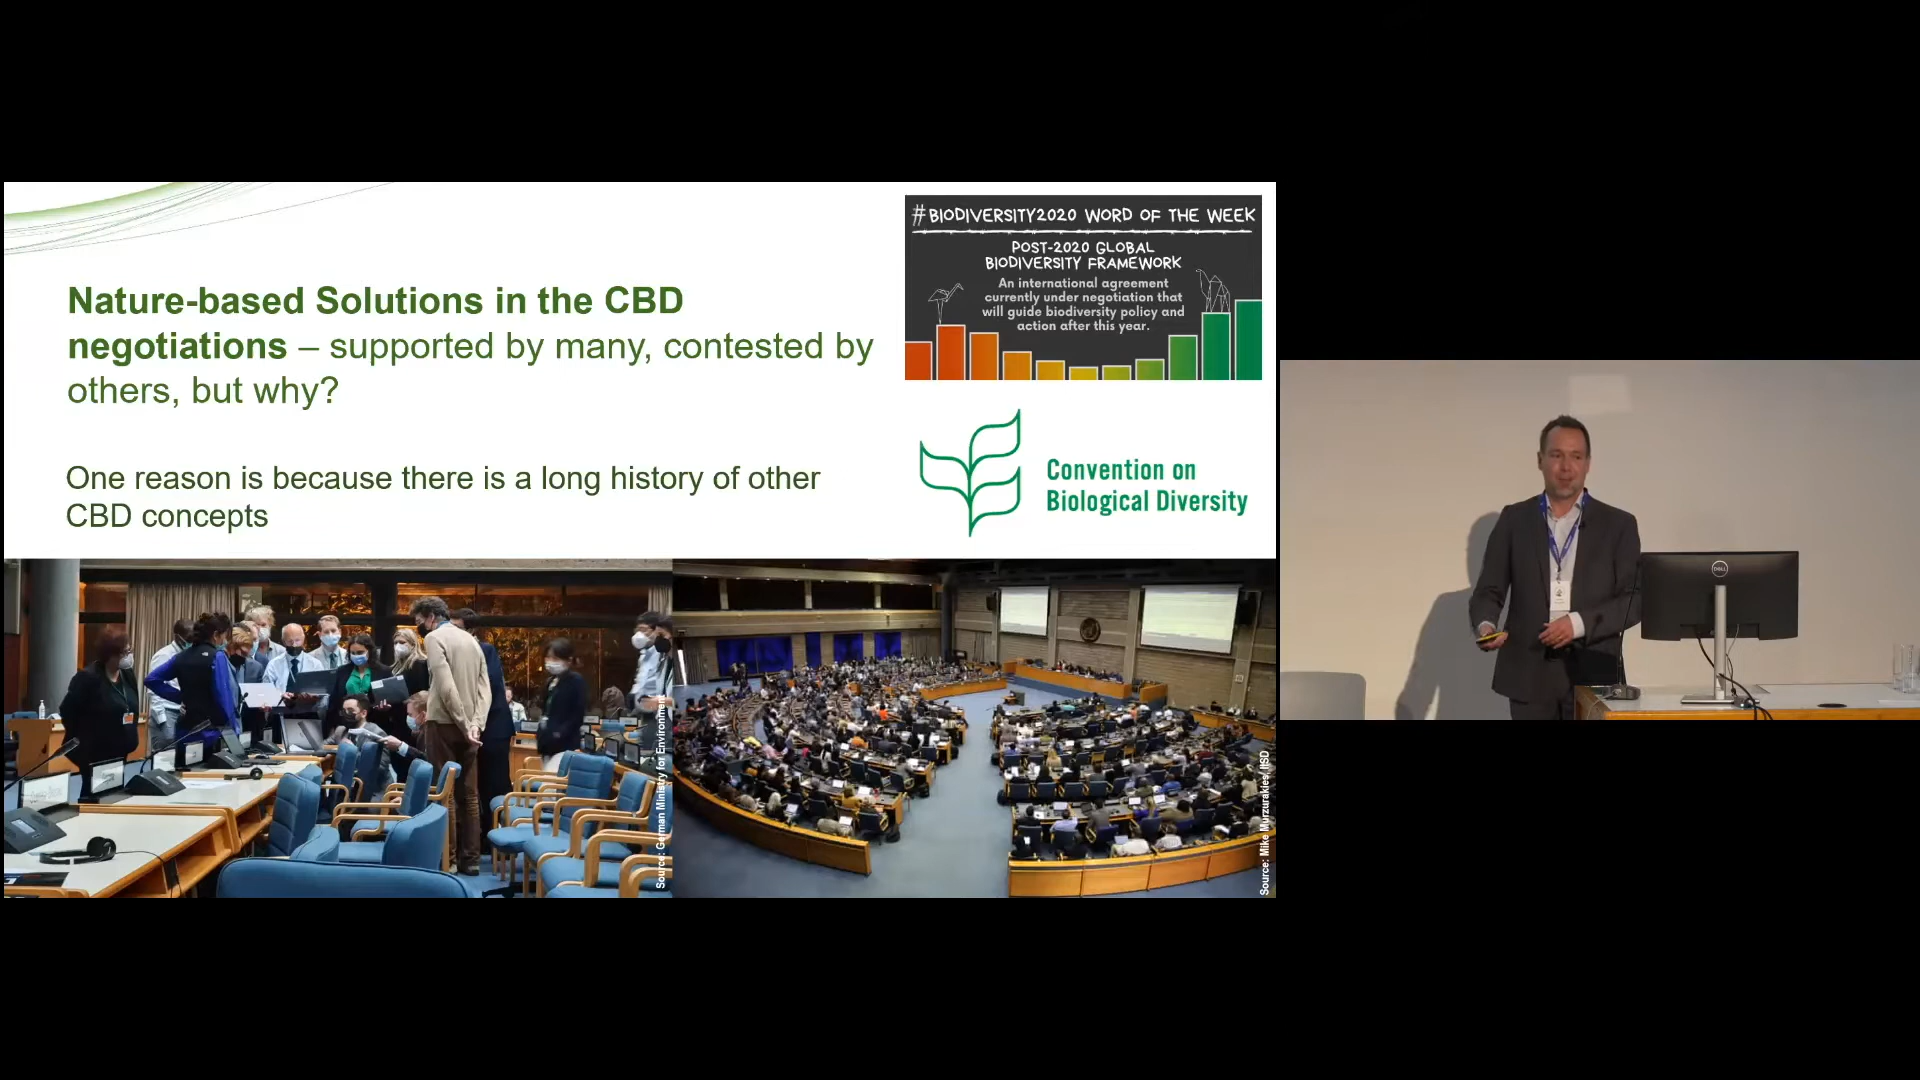 Nature-based Solutions in the CBD
negotiations – supported by many, contested by
others, but why?
One reason is because there is a long history of other
CBD concepts
#BIODIVERSITY2020 WORD OF THE WEEK
POST-2020 GLOBAL
BIODIVERSITY FRAMEWORK
An international agreement
currently under negotiation that
will guide biodiversity policy and
action after this year.
Convention on
Biological Diversity
Source: German Ministry for Environment
Source: Mike Murzurakies/ IISD
DELL